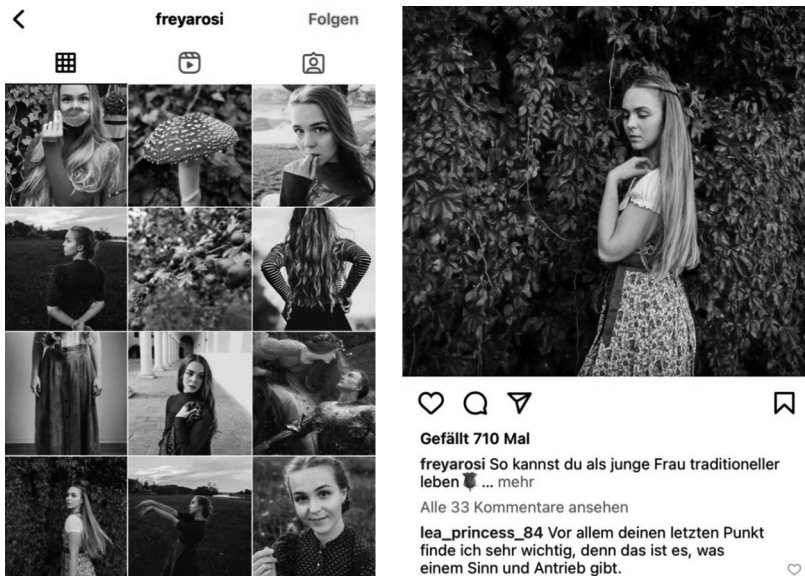 freyarosi
Folgen
Gefällt 710 Mal
freyarosi So kannst du als junge Frau traditioneller
leben 🥀 ... mehr
Alle 33 Kommentare ansehen
lea_princess_84 Vor allem deinen letzten Punkt
finde ich sehr wichtig, denn das ist es, was
einem Sinn und Antrieb gibt.